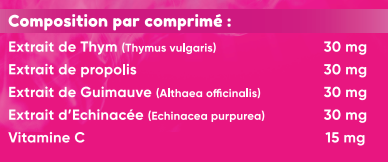 Composition par comprimé :
Extrait de Thym (Thymus vulgaris) 30 mg
Extrait de propolis 30 mg
Extrait de Guimauve (Althaea officinalis) 30 mg
Extrait d'Echinacée (Echinacea purpurea) 30 mg
Vitamine C 15 mg